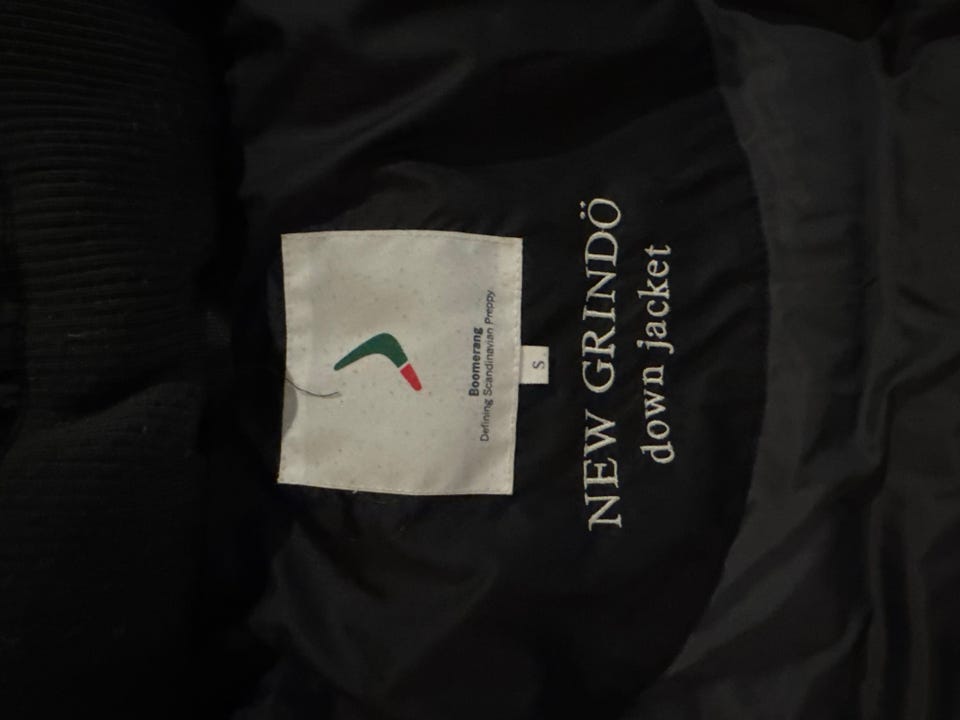 Boomerang
Defining Scandinavian Preppy
S
NEW GRINDÖ
down jacket